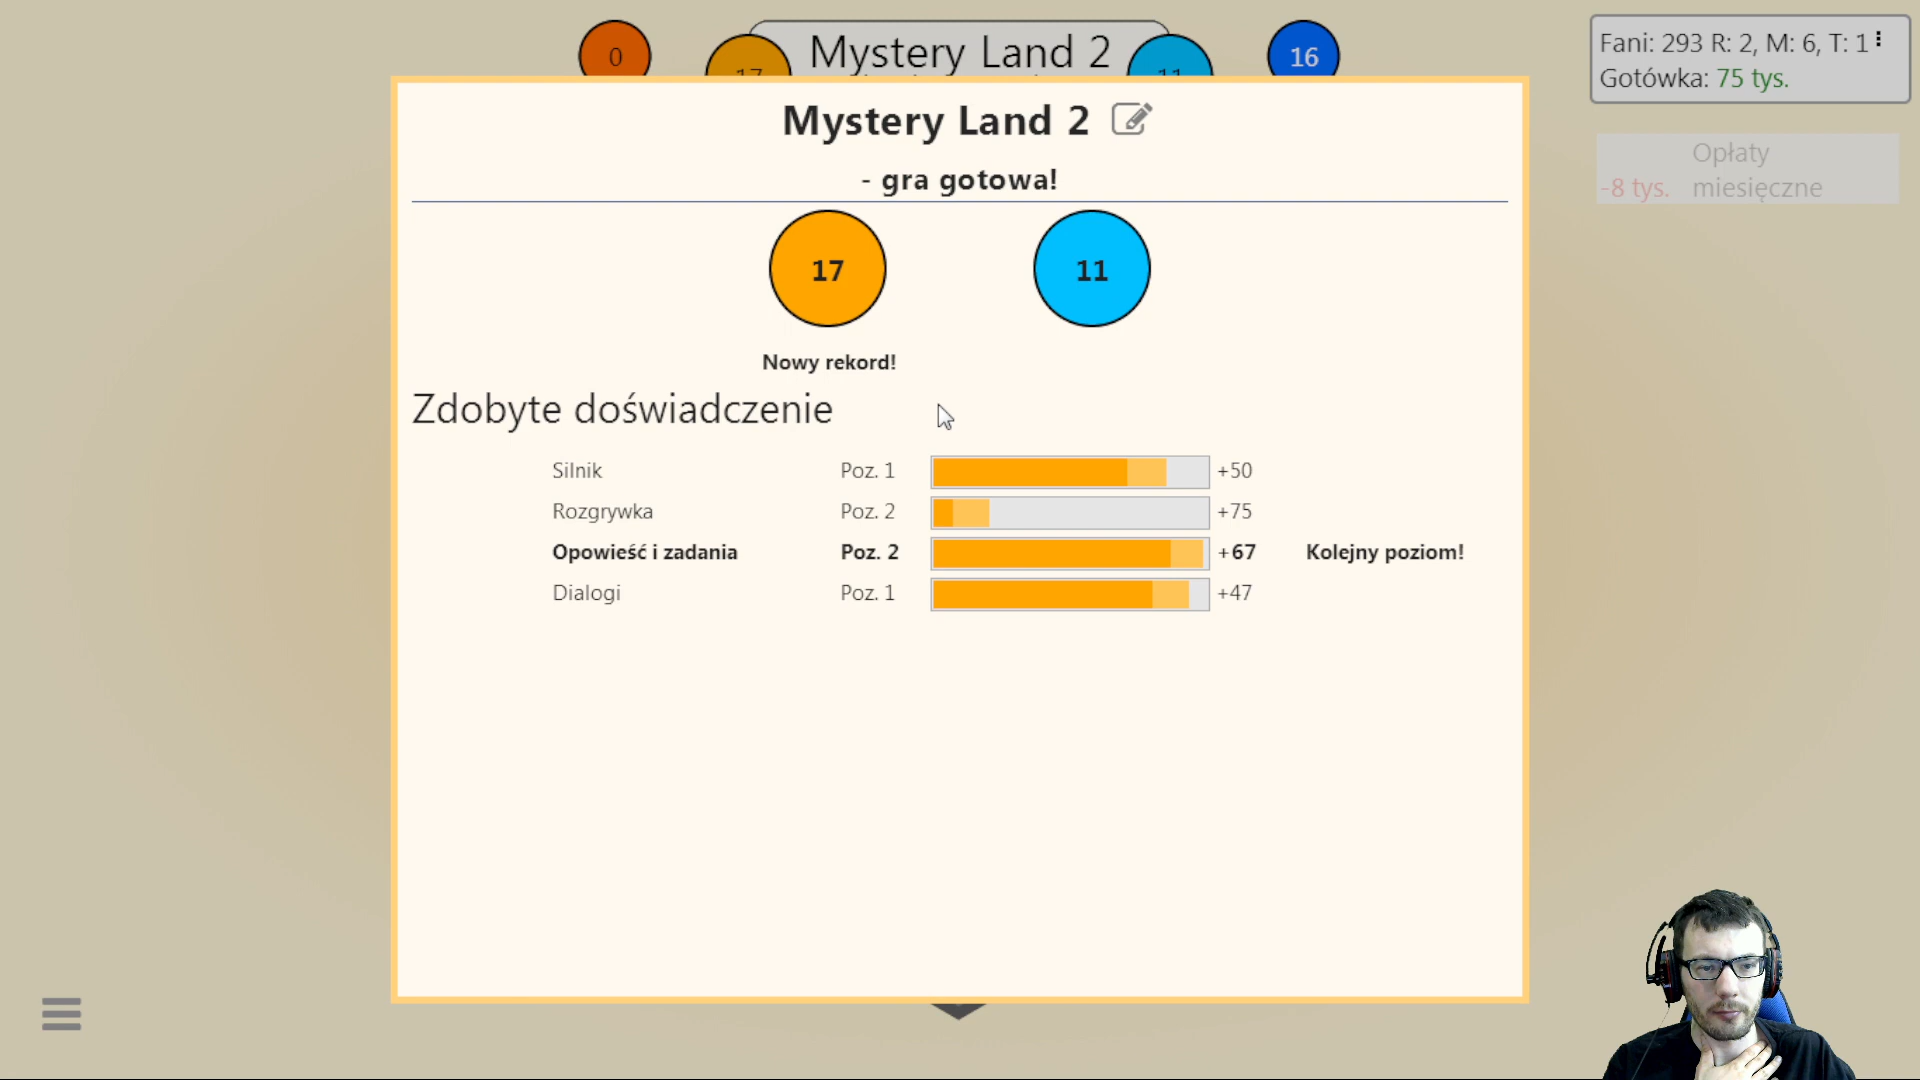 0
17
Mystery Land 2
11
16
Fani: 293 R: 2, M: 6, T: 1
Gotówka: 75 tys.
Opłaty
-8 tys. miesięczne
Mystery Land 2
- gra gotowa!
17
11
Nowy rekord!
Zdobyte doświadczenie
Silnik Poz. 1 +50
Rozgrywka Poz. 2 +75
Opowieść i zadania Poz. 2 +67 Kolejny poziom!
Dialogi Poz. 1 +47